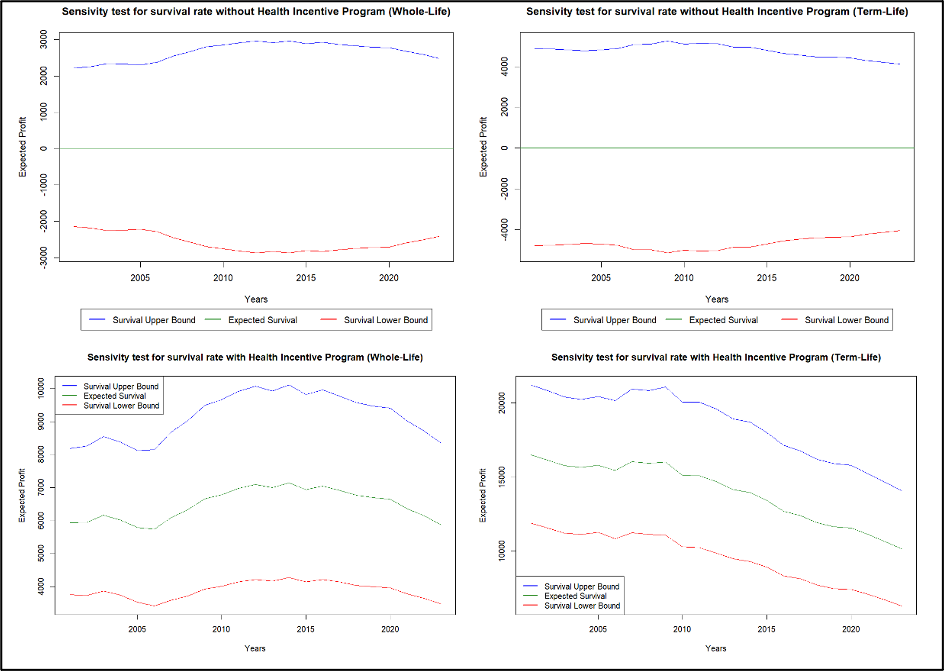 Sensivity test for survival rate without Health Incentive Program (Whole-Life)
3000
2000
1000
0
-1000
-2000
-3000
Expected Profit
2005 2010 2015 2020
Years
Survival Upper Bound Expected Survival Survival Lower Bound
Sensivity test for survival rate without Health Incentive Program (Term-Life)
4000
2000
0
-2000
-4000
Expected Profit
2005 2010 2015 2020
Years
Survival Upper Bound Expected Survival Survival Lower Bound
Sensivity test for survival rate with Health Incentive Program (Whole-Life)
Survival Upper Bound
Expected Survival
Survival Lower Bound
10000
9000
8000
7000
6000
5000
4000
Expected Profit
2005 2010 2015 2020
Years
Sensivity test for survival rate with Health Incentive Program (Term-Life)
20000
15000
10000
Expected Profit
Survival Upper Bound
Expected Survival
Survival Lower Bound
2005 2010 2015 2020
Years